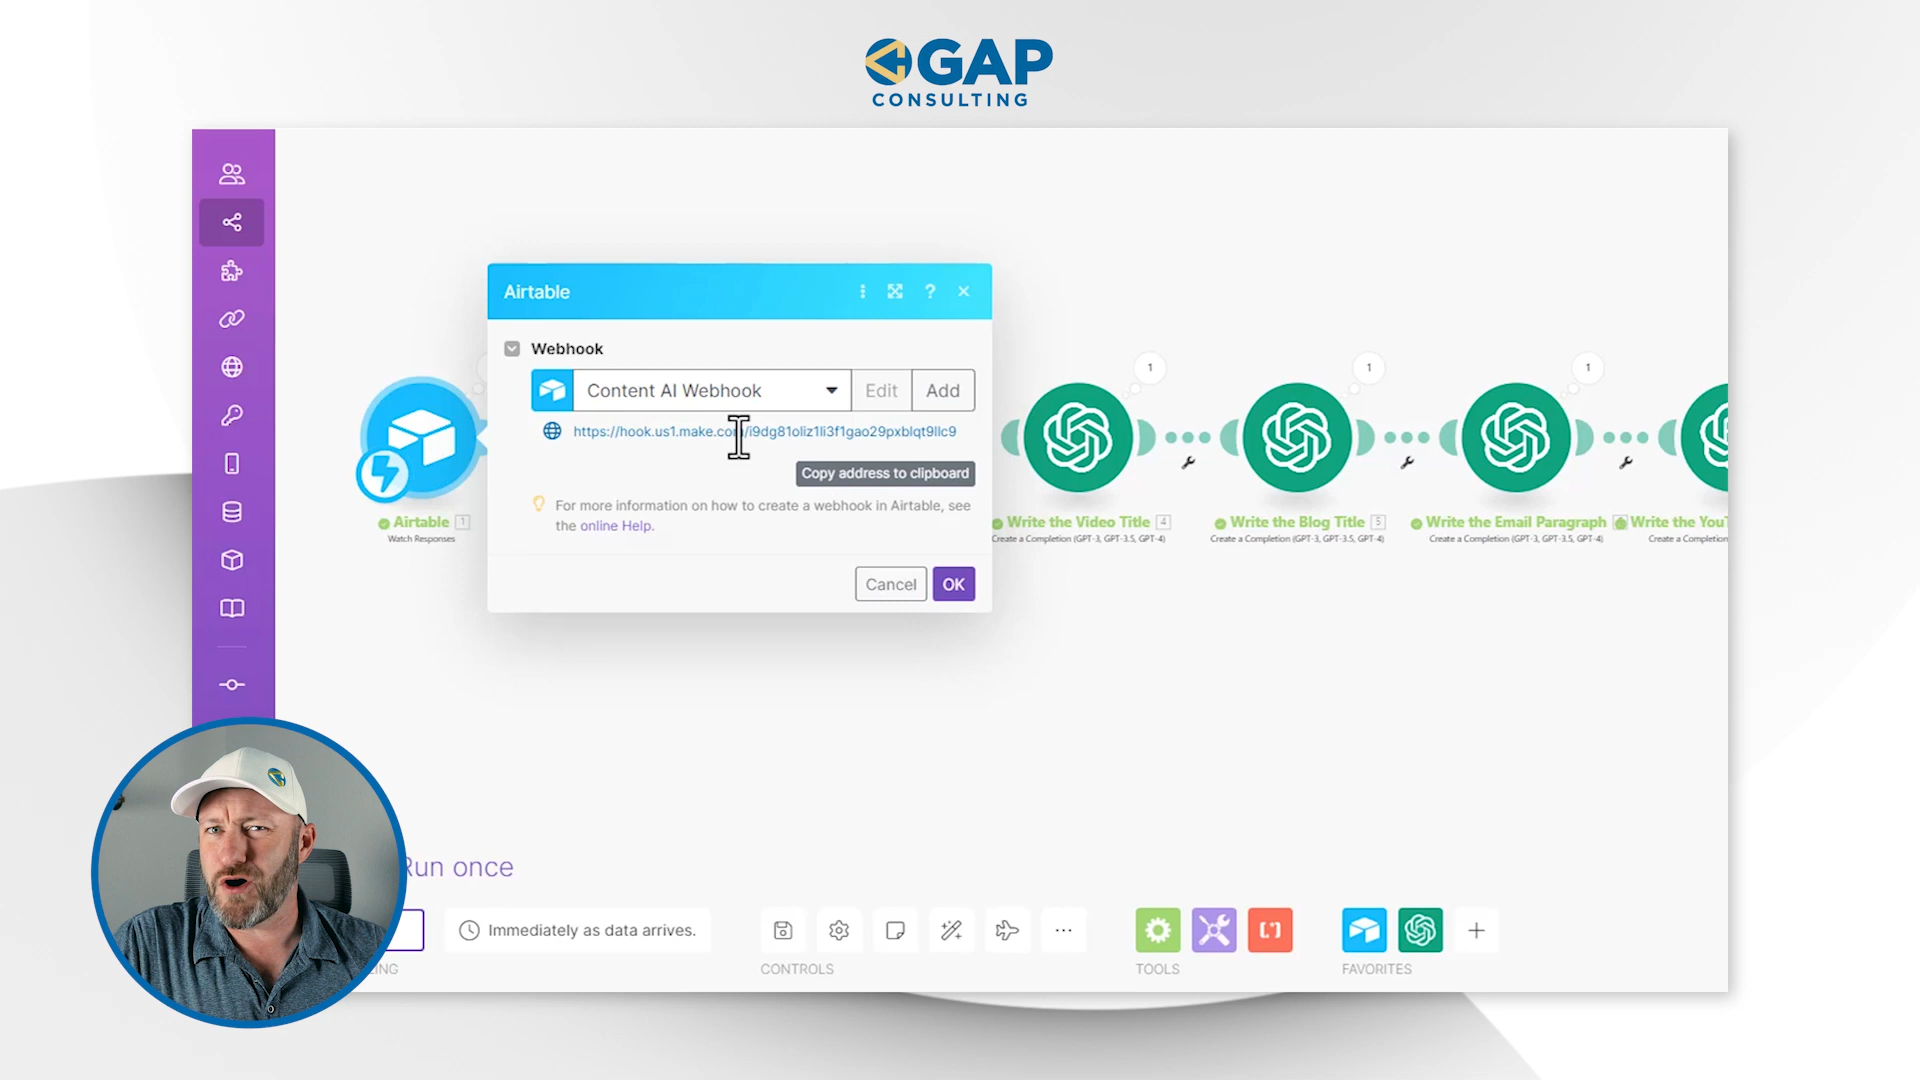 GAP
CONSULTING
Airtable
?
Webhook
Content AI Webhook
Edit
Add
https://hook.us1.make.com/i9dg81oliz1li3f1gao29pxblqt9llc9
Copy address to clipboard
For more information on how to create a webhook in Airtable, see
the online Help.
Cancel
OK
1
1
1
Airtable 1
Watch Responses
Write the Video Title 4
Create a Completion (GPT-3, GPT-3.5, GPT-4)
Write the Blog Title 5
Create a Completion (GPT-3, GPT-3.5, GPT-4)
Write the Email Paragraph
Create a Completion (GPT-3, GPT-3.5, GPT-4)
Write the YouT
Create a Completion
Run once
Immediately as data arrives.
CONTROLS
TOOLS
FAVORITES